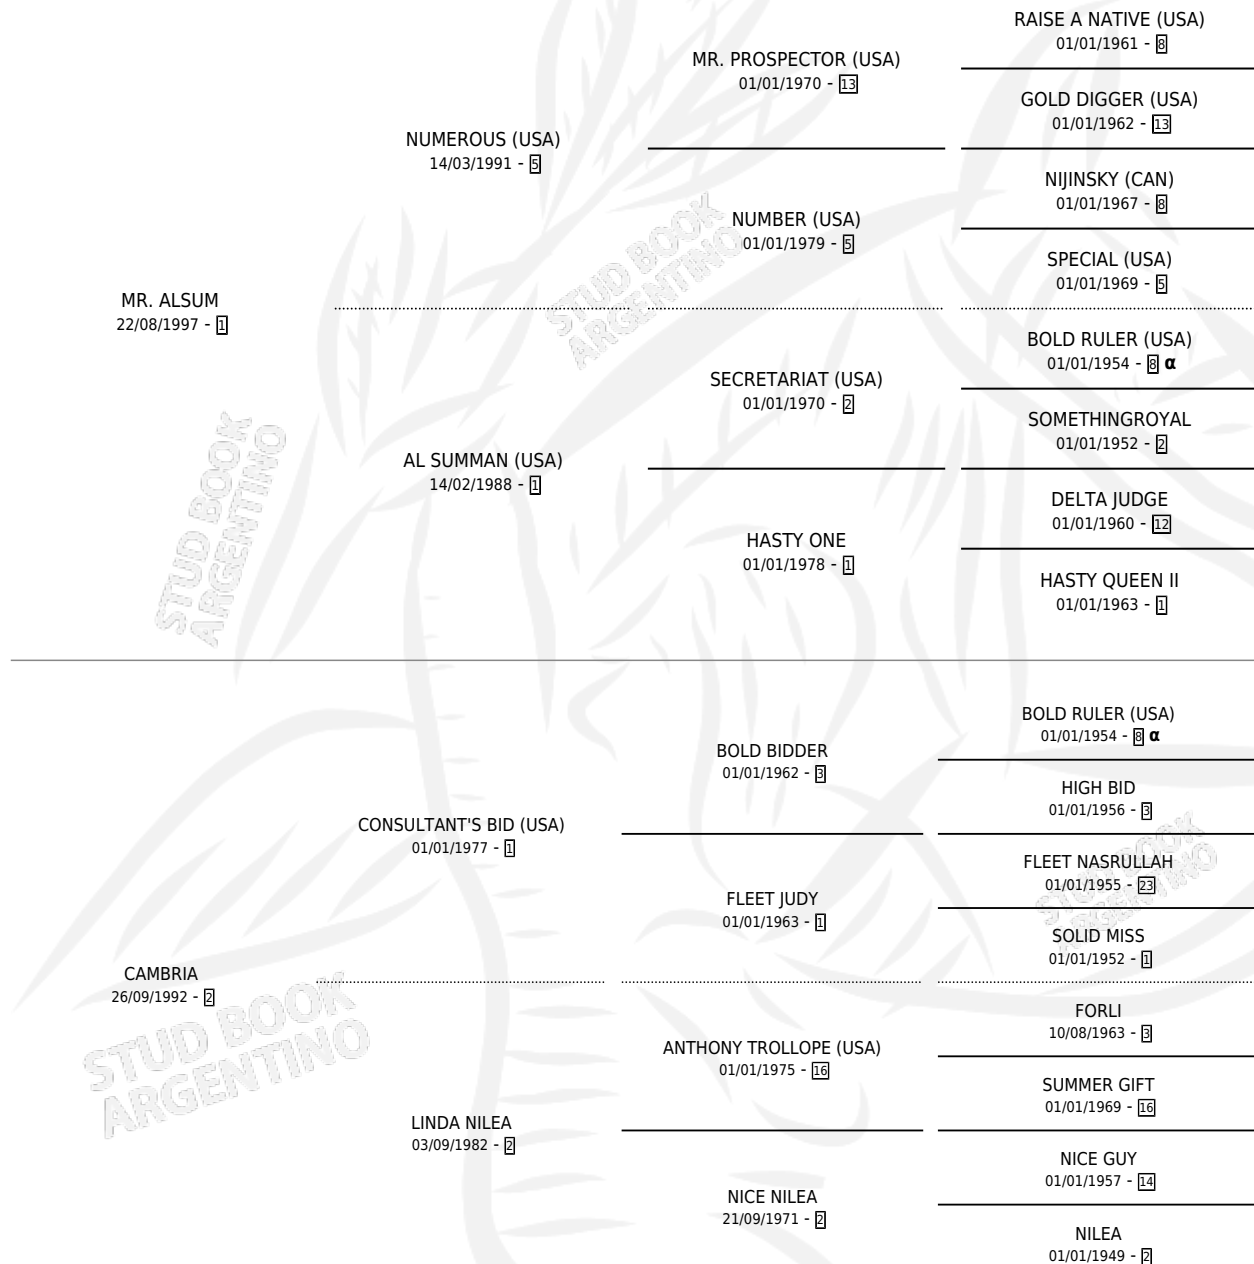 RAISE A NATIVE (USA)
01/01/1961 - 8
MR. PROSPECTOR (USA)
01/01/1970 - 13
GOLD DIGGER (USA)
01/01/1962 - 13
NUMEROUS (USA)
14/03/1991 - 5
NIJINSKY (CAN)
01/01/1967 - 8
NUMBER (USA)
01/01/1979 - 5
SPECIAL (USA)
01/01/1969 - 5
MR. ALSUM
22/08/1997 - 1
BOLD RULER (USA)
01/01/1954 - 8 α
SECRETARIAT (USA)
01/01/1970 - 2
SOMETHINGROYAL
01/01/1952 - 2
AL SUMMAN (USA)
14/02/1988 - 1
DELTA JUDGE
01/01/1960 - 12
HASTY ONE
01/01/1978 - 1
HASTY QUEEN II
01/01/1963 - 1
BOLD RULER (USA)
01/01/1954 - 8 α
BOLD BIDDER
01/01/1962 - 3
HIGH BID
01/01/1956 - 3
CONSULTANT'S BID (USA)
01/01/1977 - 1
FLEET NASRULLAH
01/01/1955 - 23
FLEET JUDY
01/01/1963 - 1
SOLID MISS
01/01/1952 - 1
CAMBRIA
26/09/1992 - 2
FORLI
10/08/1963 - 3
ANTHONY TROLLOPE (USA)
01/01/1975 - 16
SUMMER GIFT
01/01/1969 - 16
LINDA NILEA
03/09/1982 - 2
NICE GUY
01/01/1957 - 14
NICE NILEA
21/09/1971 - 2
NILEA
01/01/1949 - 2
STUD BOOK
ARGENTINO
STUD BOOK
ARGENTINO
STUD BOOK
ARGENTINO
STUD BOOK
ARGENTINO